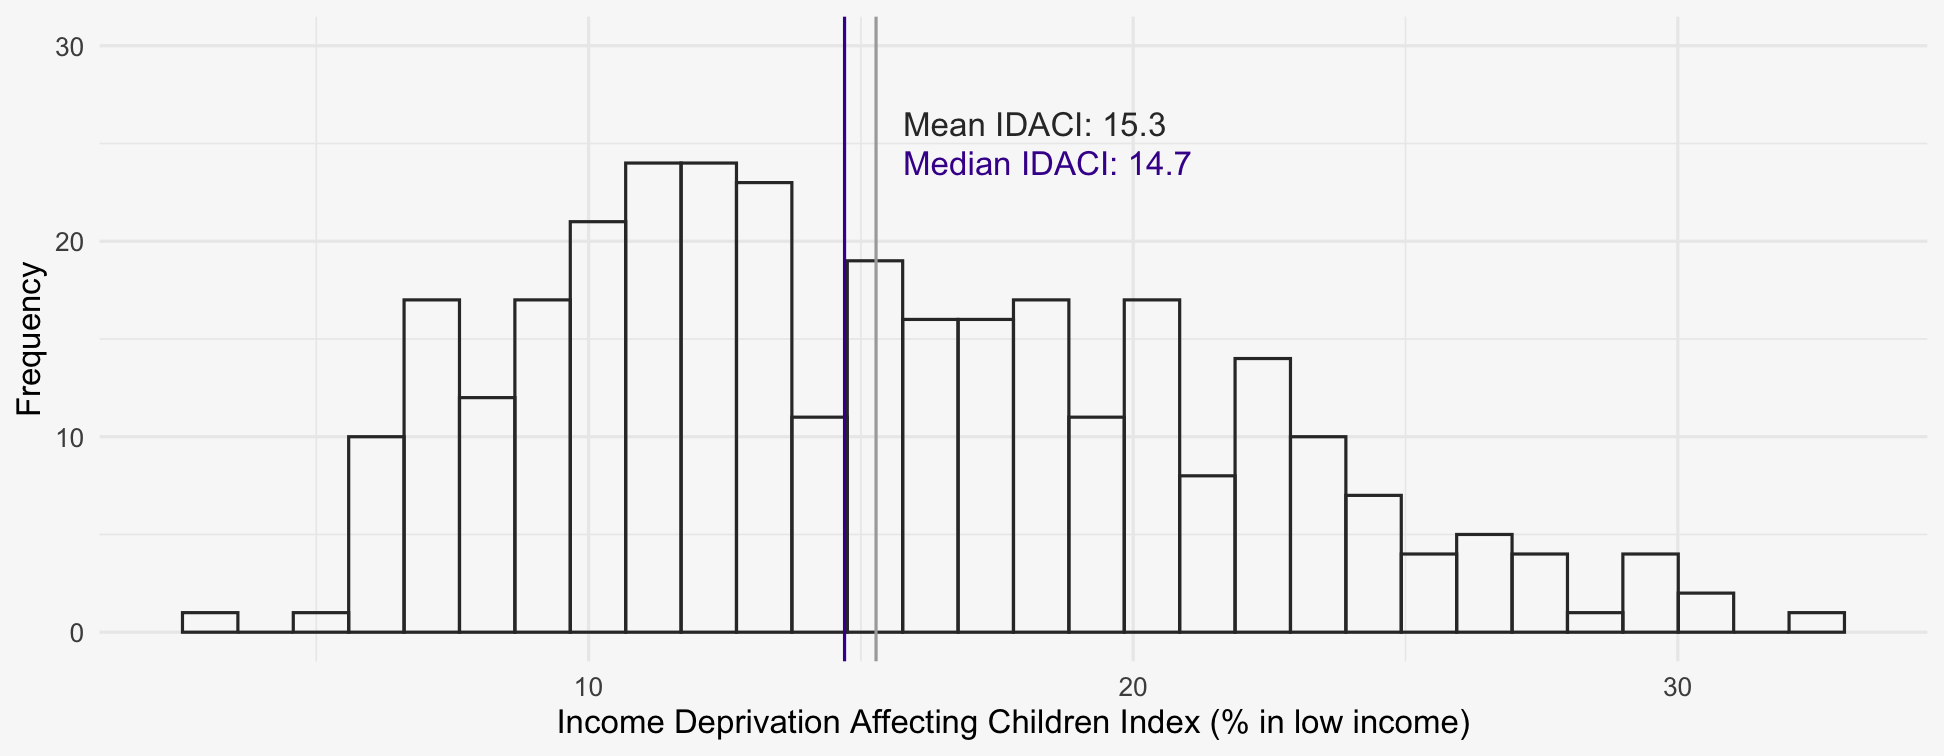 30
20
10
0
Frequency
Mean IDACI: 15.3
Median IDACI: 14.7
10
20
30
Income Deprivation Affecting Children Index (% in low income)